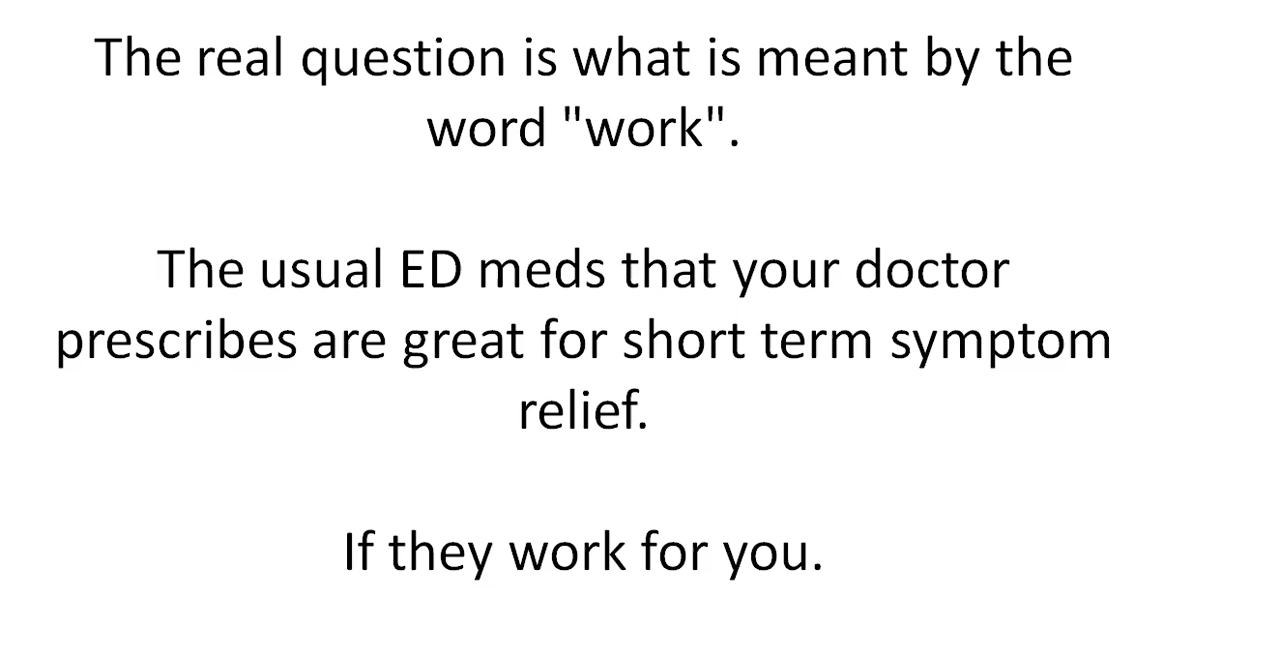 The real question is what is meant by the
word "work".
The usual ED meds that your doctor
prescribes are great for short term symptom
relief.
If they work for you.